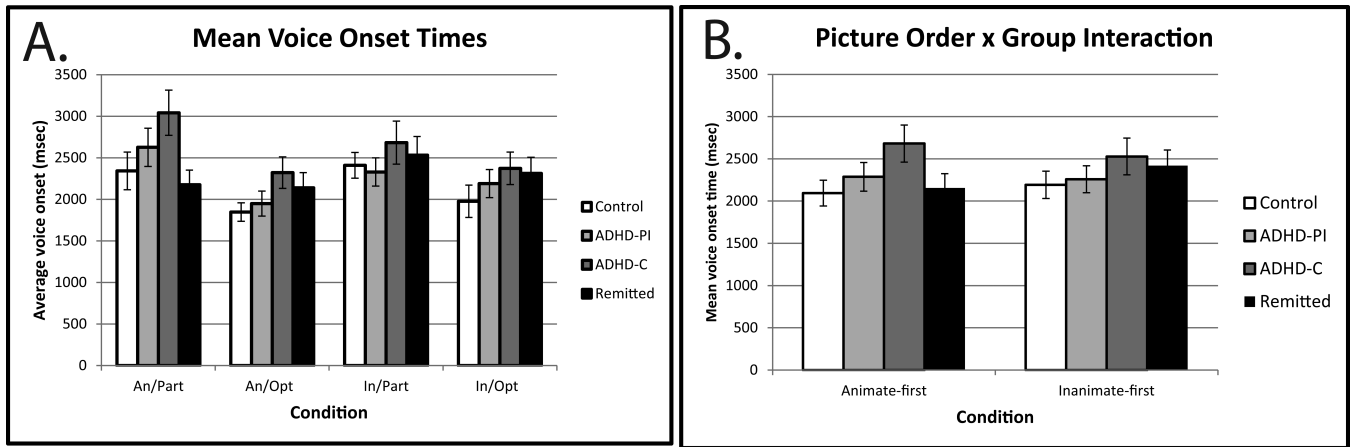 A.
Mean Voice Onset Times
3500
3000
2500
2000
1500
1000
500
0
Average voice onset (msec)
An/Part An/Opt In/Part In/Opt
Condition
Control
ADHD-PI
ADHD-C
Remitted
B.
Picture Order x Group Interaction
3500
3000
2500
2000
1500
1000
500
0
Mean voice onset time (msec)
Animate-first Inanimate-first
Condition
Control
ADHD-PI
ADHD-C
Remitted